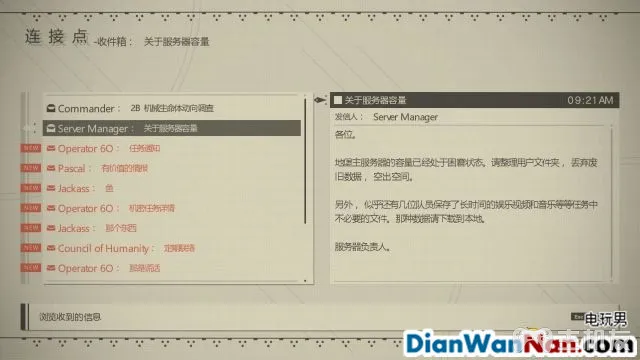 连接点 -收件箱： 关于服务器容量
Commander： 2B 机械生命体动向调查
Server Manager： 关于服务器容量
NEW Operator 6O： 任务通知
NEW Pascal： 有价值的情报
NEW Jackass： 鱼
NEW Operator 6O： 机密任务详情
NEW Jackass： 那个东西
NEW Council of Humanity： 定期联络
NEW Operator 6O： 那是谎话
关于服务器容量 09:21AM
发信人： Server Manager
各位。
地堡主服务器的容量已经处于困窘状态。请整理用户文件夹，丢弃废
旧数据，空出空间。
另外，似乎还有几位队员保存了长时间的娱乐视频和音乐等等任务中
不必要的文件。那种数据请下载到本地。
服务器负责人。
浏览收到的信息
Esc
电玩男
DianWanNan.com